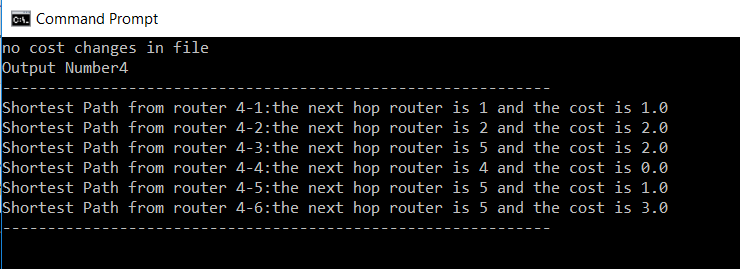 Command Prompt
no cost changes in file
Output Number4
-------------------------------------------------------------
Shortest Path from router 4-1:the next hop router is 1 and the cost is 1.0
Shortest Path from router 4-2:the next hop router is 2 and the cost is 2.0
Shortest Path from router 4-3:the next hop router is 5 and the cost is 2.0
Shortest Path from router 4-4:the next hop router is 4 and the cost is 0.0
Shortest Path from router 4-5:the next hop router is 5 and the cost is 1.0
Shortest Path from router 4-6:the next hop router is 5 and the cost is 3.0
-------------------------------------------------------------